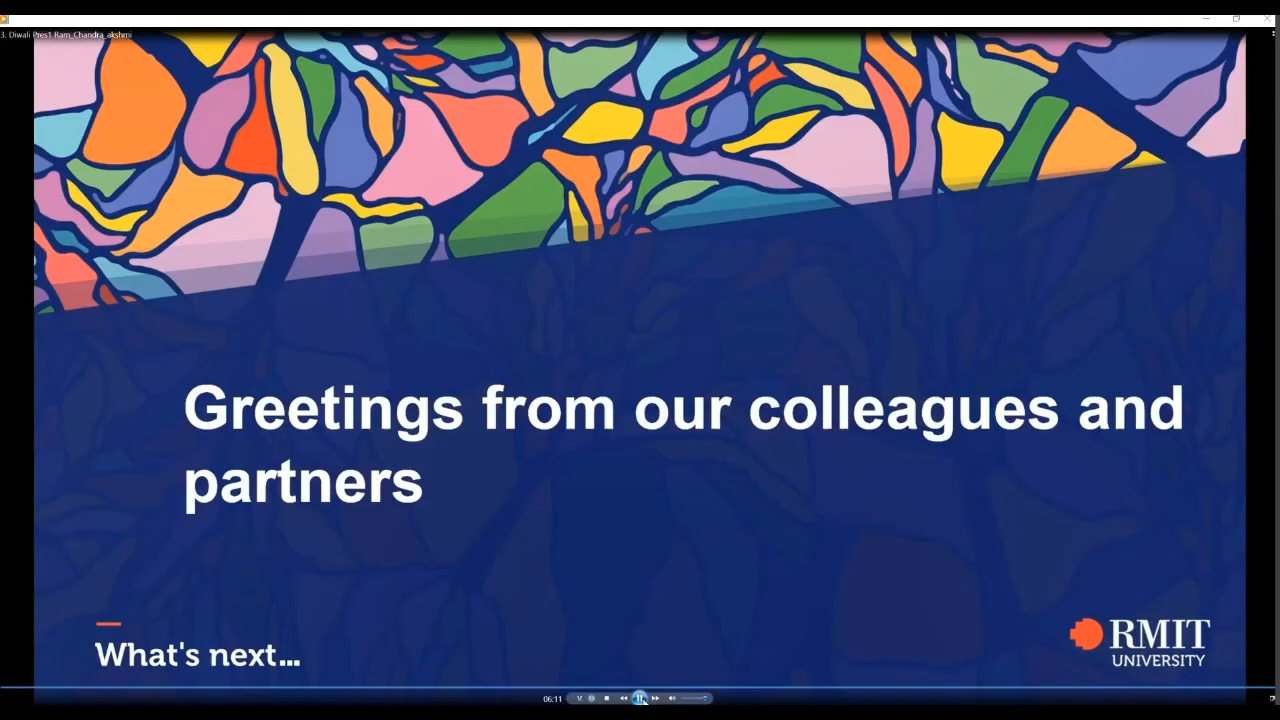 3. Diwali Pres1 Ram_Chandra_akshmi
Greetings from our colleagues and
partners
What's next...
RMIT
UNIVERSITY
06:11